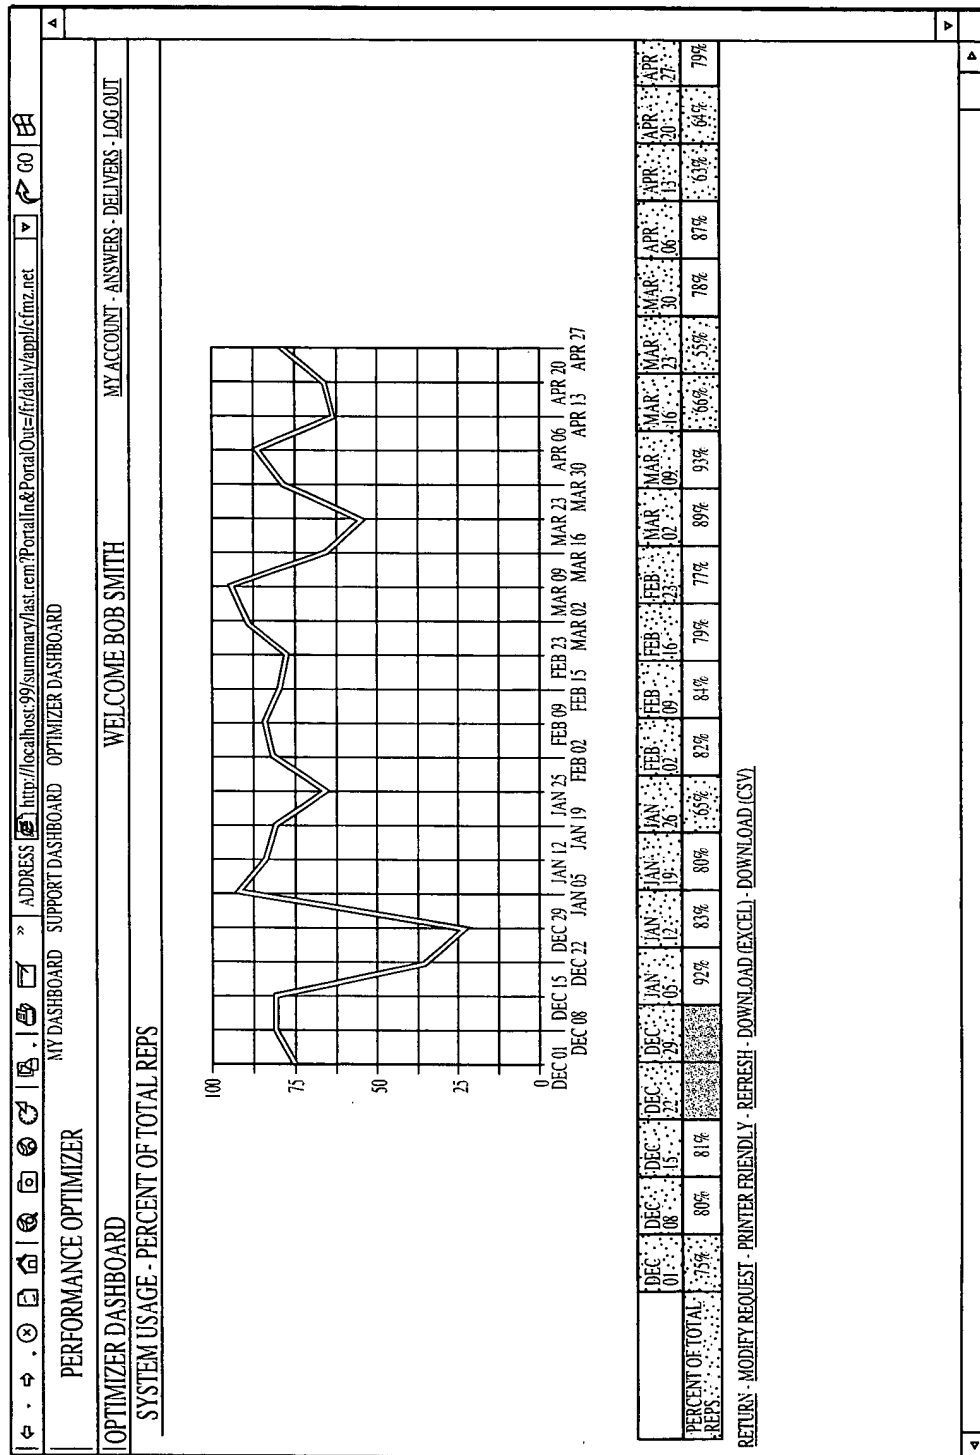 » ADDRESS http://localhost:99/summary/last.rem?PortalIn&PortalOut=/fr/daily/appl/cfmz.net GO
PERFORMANCE OPTIMIZER MY DASHBOARD SUPPORT DASHBOARD OPTIMIZER DASHBOARD
OPTIMIZER DASHBOARD WELCOME BOB SMITH MY ACCOUNT - ANSWERS - DELIVERS - LOG OUT
SYSTEM USAGE - PERCENT OF TOTAL REPS
100
75
50
25
0
DEC 01 DEC 15 DEC 29 JAN 12 JAN 25 FEB 09 FEB 23 MAR 09 MAR 23 APR 06 APR 20
DEC 08 DEC 22 JAN 05 JAN 19 FEB 02 FEB 15 MAR 02 MAR 16 MAR 30 APR 13 APR 27
DEC 01 DEC 08 DEC 15 DEC 22 DEC 29 JAN 05 JAN 12 JAN 19 JAN 26 FEB 02 FEB 09 FEB 16 FEB 23 MAR 02 MAR 09 MAR 16 MAR 23 MAR 30 APR 06 APR 13 APR 20 APR 27
PERCENT OF TOTAL REPS 75% 80% 81% 92% 83% 80% 65% 82% 84% 79% 77% 89% 93% 66% 55% 78% 87% 63% 64% 79%
RETURN - MODIFY REQUEST - PRINTER FRIENDLY - REFRESH - DOWNLOAD (EXCEL) - DOWNLOAD (CSV)